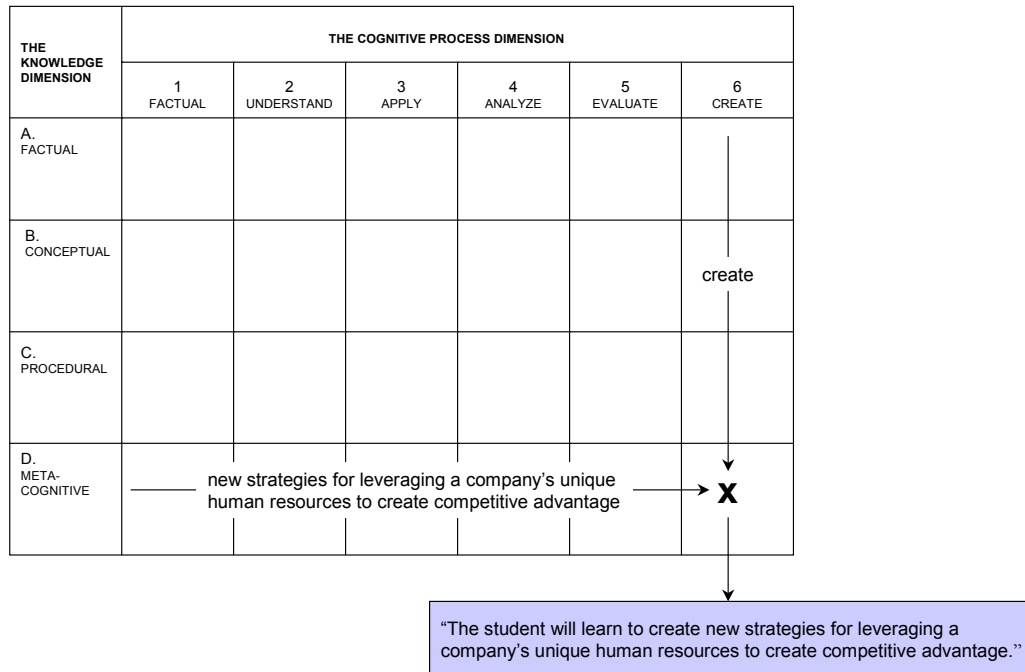 THE
KNOWLEDGE
DIMENSION
THE COGNITIVE PROCESS DIMENSION
1
FACTUAL
2
UNDERSTAND
3
APPLY
4
ANALYZE
5
EVALUATE
6
CREATE
A.
FACTUAL
B.
CONCEPTUAL
create
C.
PROCEDURAL
D.
META-
COGNITIVE
new strategies for leveraging a company’s unique
human resources to create competitive advantage
X
“The student will learn to create new strategies for leveraging a
company’s unique human resources to create competitive advantage.”